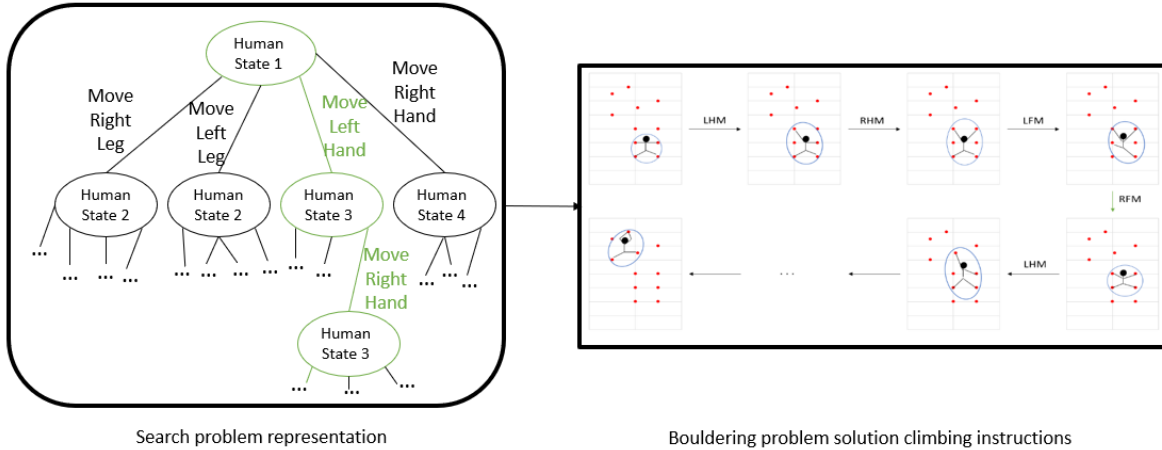 Human
State 1
Move
Right
Leg
Move
Left
Leg
Move
Left
Hand
Move
Right
Hand
Human
State 2
Human
State 2
Human
State 3
Human
State 4
...
...
...
...
...
...
...
...
...
...
...
...
...
Move
Right
Hand
Human
State 3
...
...
...
LHM
RHM
LFM
RFM
LHM
...
Search problem representation
Bouldering problem solution climbing instructions